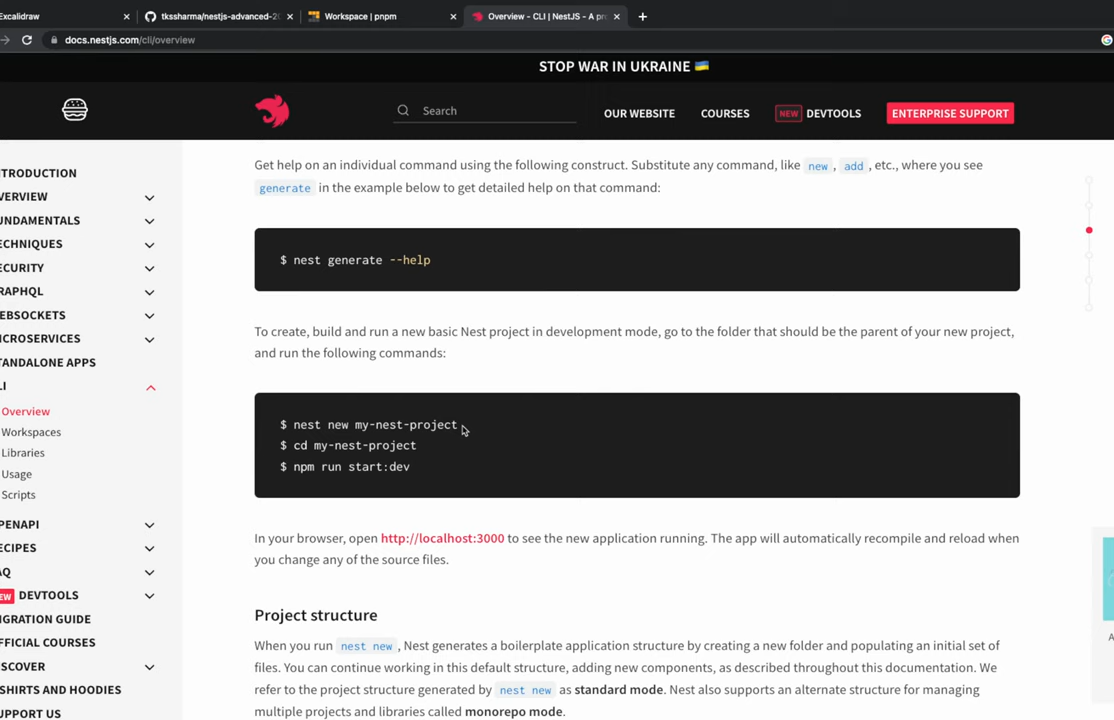 Excalidraw
tkssharma/nestjs-advanced-20
Workspace | pnpm
Overview - CLI | NestJS - A pro
docs.nestjs.com/cli/overview
STOP WAR IN UKRAINE 🇺🇦
Search
OUR WEBSITE
COURSES
NEW DEVTOOLS
ENTERPRISE SUPPORT
NTRODUCTION
VERVIEW
UNDAMENTALS
ECHNIQUES
ECURITY
RAPHQL
EBSOCKETS
ICROSERVICES
TANDALONE APPS
LI
Overview
Workspaces
Libraries
Usage
Scripts
PENAPI
ECIPES
AQ
EW DEVTOOLS
IGRATION GUIDE
FFICIAL COURSES
ISCOVER
-SHIRTS AND HOODIES
UPPORT US
Get help on an individual command using the following construct. Substitute any command, like new, add, etc., where you see
generate in the example below to get detailed help on that command:
$ nest generate --help
To create, build and run a new basic Nest project in development mode, go to the folder that should be the parent of your new project,
and run the following commands:
$ nest new my-nest-project
$ cd my-nest-project
$ npm run start:dev
In your browser, open http://localhost:3000 to see the new application running. The app will automatically recompile and reload when
you change any of the source files.
Project structure
When you run nest new, Nest generates a boilerplate application structure by creating a new folder and populating an initial set of
files. You can continue working in this default structure, adding new components, as described throughout this documentation. We
refer to the project structure generated by nest new as standard mode. Nest also supports an alternate structure for managing
multiple projects and libraries called monorepo mode.